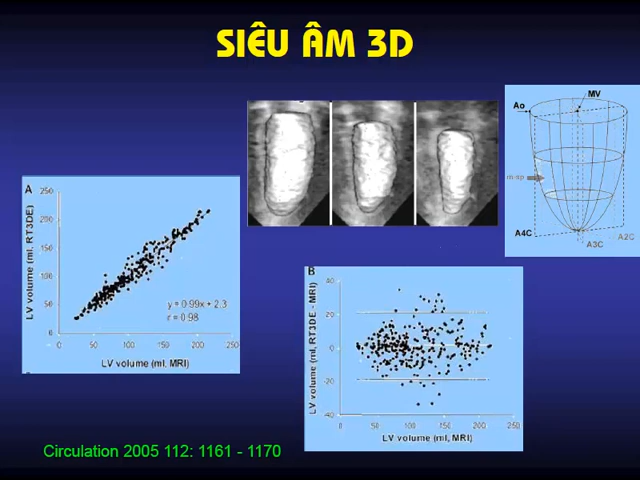 SIÊU ÂM 3D
MV
Ao
A4C
A3C
A2C
A
LV volume (ml, RT3DE)
250
200
150
100
50
y = 0.99x + 2.3
r = 0.98
0 50 100 150 200 250
LV volume (ml, MRI)
B
LV volume (ml, RT3DE - MRI)
40
20
0
-20
-40
0 50 100 150 200 250
LV volume (ml, MRI)
Circulation 2005 112: 1161 - 1170